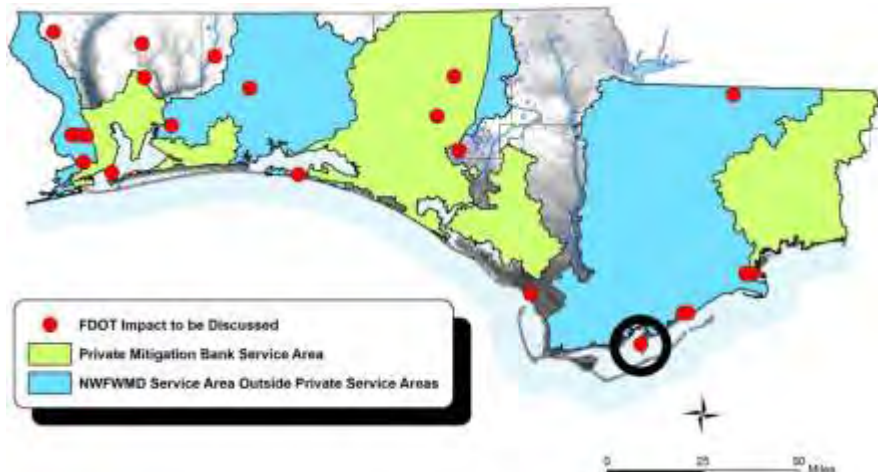 FDOT Impact to be Discussed
Private Mitigation Bank Service Area
NWFWMD Service Area Outside Private Service Areas
0 25 50
Miles